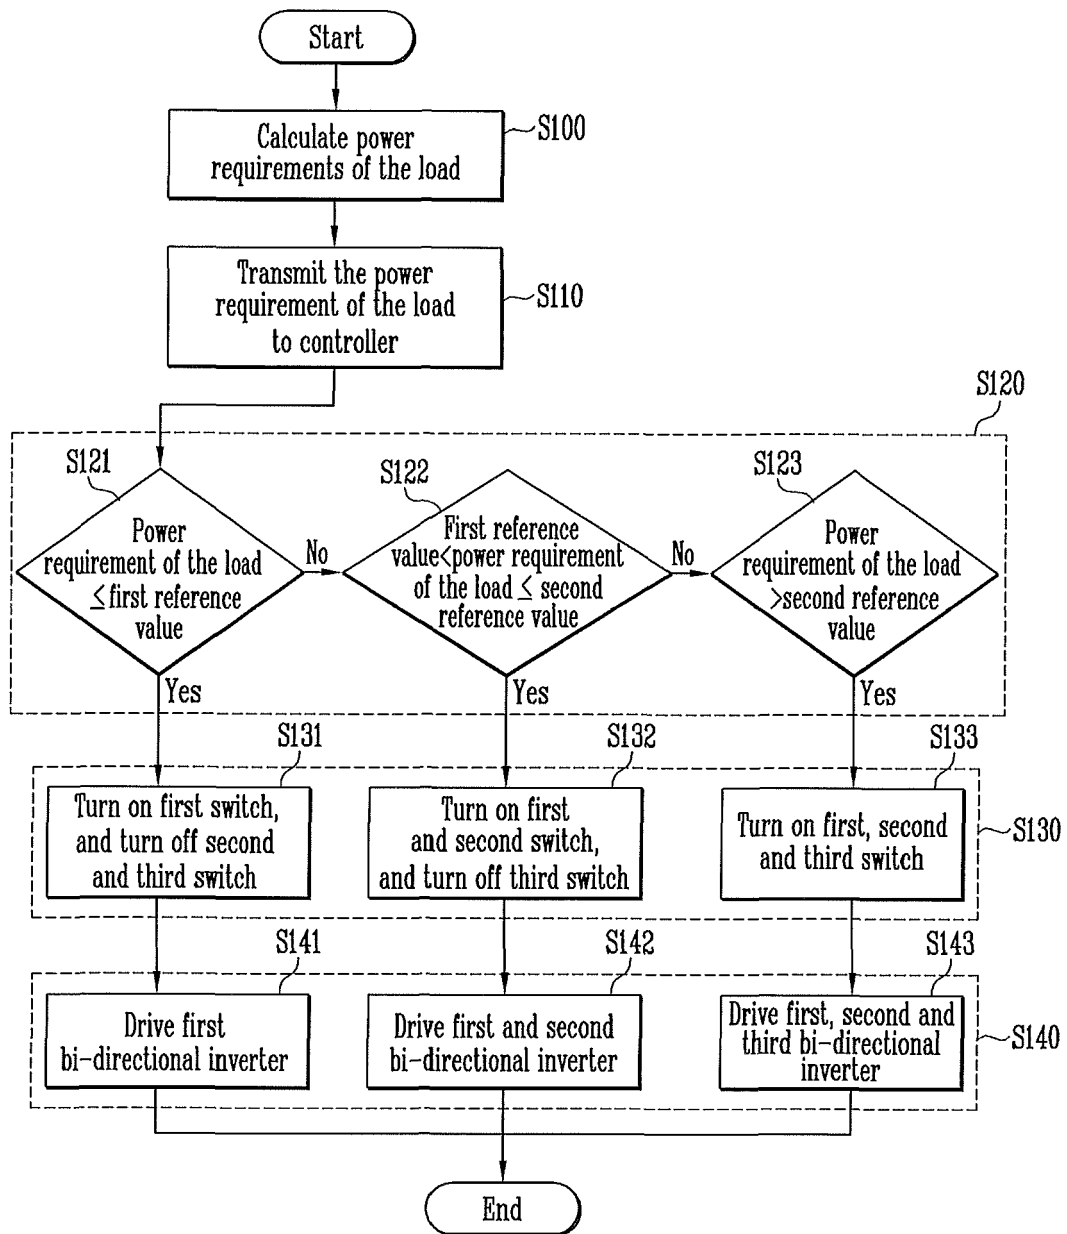 Start
Calculate power
requirements of the load
S100
Transmit the power
requirement of the load
to controller
S110
S120
S121
Power
requirement of the load
≤first reference
value
No
S122
First reference
value<power requirement
of the load ≤ second
reference value
No
S123
Power
requirement of the load
>second reference
value
Yes
Yes
Yes
S131
Turn on first switch,
and turn off second
and third switch
S132
Turn on first
and second switch,
and turn off third switch
S133
Turn on first, second
and third switch
S130
S141
Drive first
bi-directional inverter
S142
Drive first and second
bi-directional inverter
S143
Drive first, second and
third bi-directional
inverter
S140
End